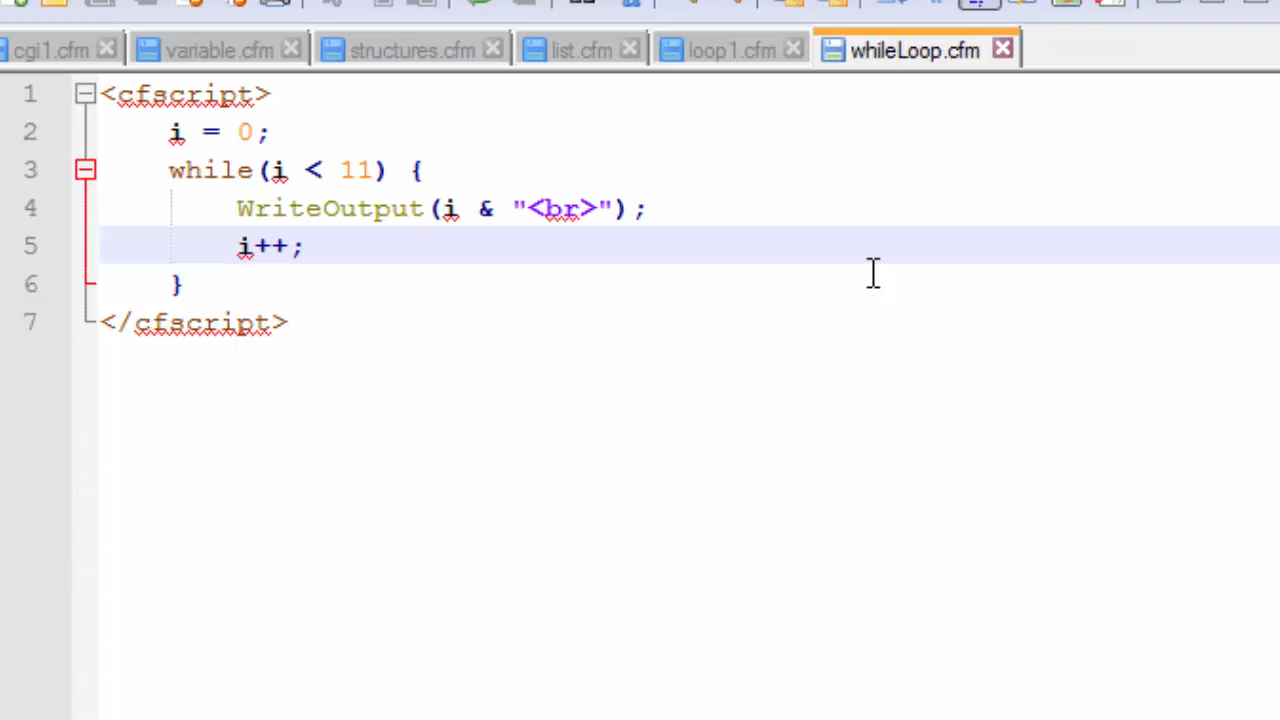 cgi1.cfm variable.cfm structures.cfm list.cfm loop1.cfm whileLoop.cfm
1 <cfscript>
2 i = 0;
3 while(i < 11) {
4 WriteOutput(i & "<br>");
5 i++;
6 }
7 </cfscript>